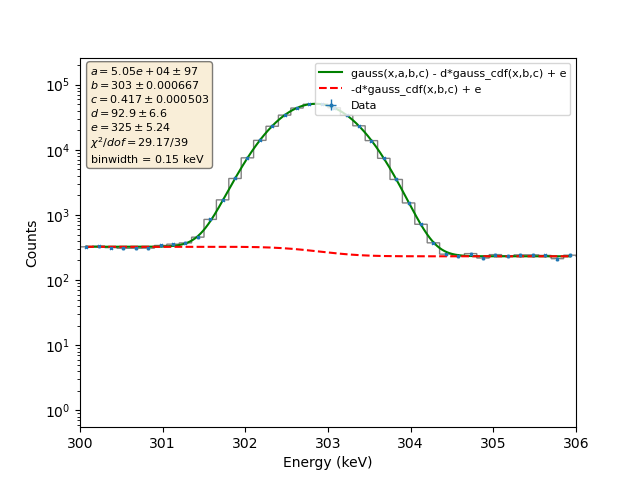 a = 5.05e + 04 ± 97
b = 303 ± 0.000667
c = 0.417 ± 0.000503
d = 92.9 ± 6.6
e = 325 ± 5.24
χ²/dof = 29.17/39
binwidth = 0.15 keV
gauss(x,a,b,c) - d*gauss_cdf(x,b,c) + e
-d*gauss_cdf(x,b,c) + e
Data
Counts
10⁵
10⁴
10³
10²
10¹
10⁰
300 301 302 303 304 305 306
Energy (keV)